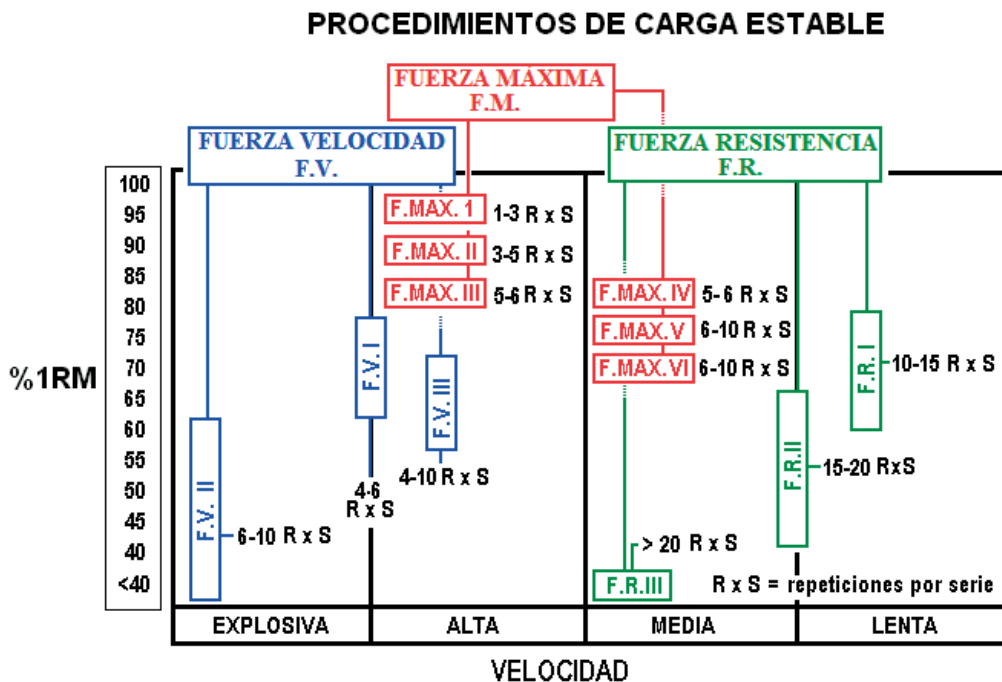 PROCEDIMIENTOS DE CARGA ESTABLE
FUERZA MÁXIMA
F.M.
FUERZA VELOCIDAD
F.V.
FUERZA RESISTENCIA
F.R.
%1RM
100
95
90
85
80
75
70
65
60
55
50
45
40
<40
F.MAX. 1
1-3 R x S
F.MAX. II
3-5 R x S
F.MAX. III
5-6 R x S
F.MAX. IV
5-6 R x S
F.MAX. V
6-10 R x S
F.MAX. VI
6-10 R x S
F.V. I
4-6
R x S
F.V. II
6-10 R x S
F.V. III
4-10 R x S
F.R. I
10-15 R x S
F.R.II
15-20 RxS
> 20 R x S
F.R.III
R x S = repeticiones por serie
EXPLOSIVA
ALTA
MEDIA
LENTA
VELOCIDAD